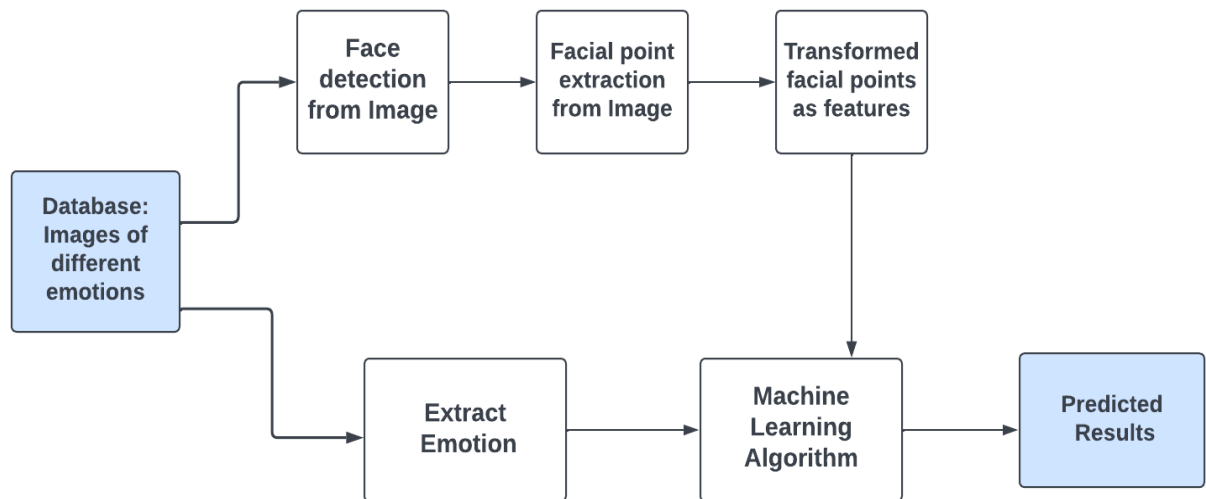 Face
detection
from Image
Facial point
extraction
from Image
Transformed
facial points
as features
Database:
Images of
different
emotions
Extract
Emotion
Machine
Learning
Algorithm
Predicted
Results